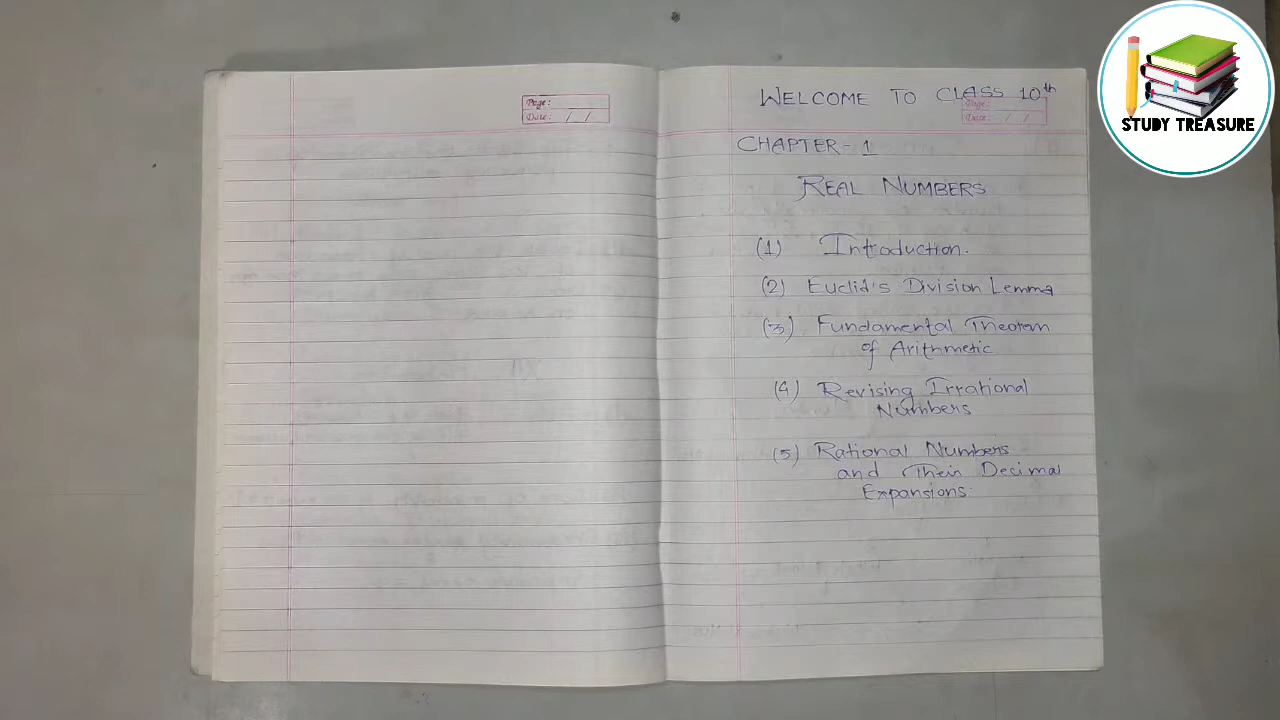 Page:
Date: / /
WELCOME TO CLASS 10th
Page:
Date: / /
CHAPTER - 1
REAL NUMBERS
(1) Introduction.
(2) Euclid's Division Lemma
(3) Fundamental Theorem
of Arithmetic
(4) Revising Irrational
Numbers
(5) Rational Numbers
and Their Decimal
Expansions.
STUDY TREASURE